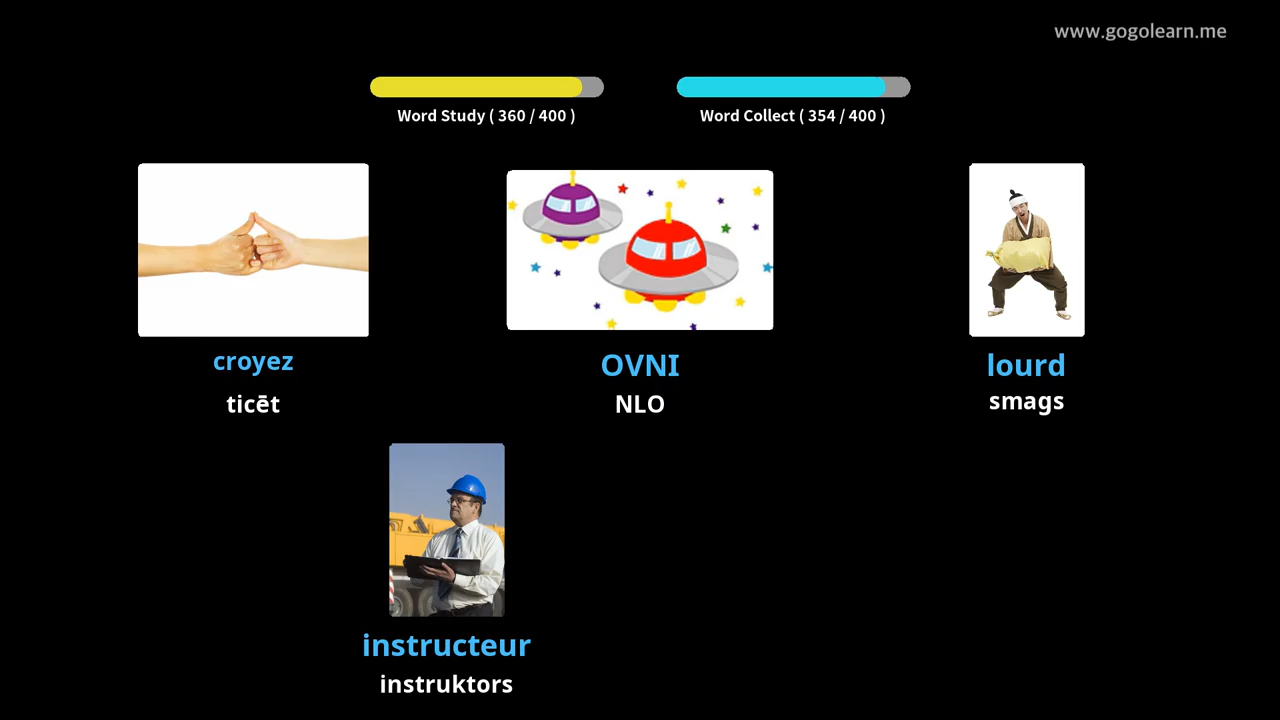 www.gogolearn.me
Word Study ( 360 / 400 )
Word Collect ( 354 / 400 )
croyez
ticēt
OVNI
NLO
lourd
smags
instructeur
instruktors